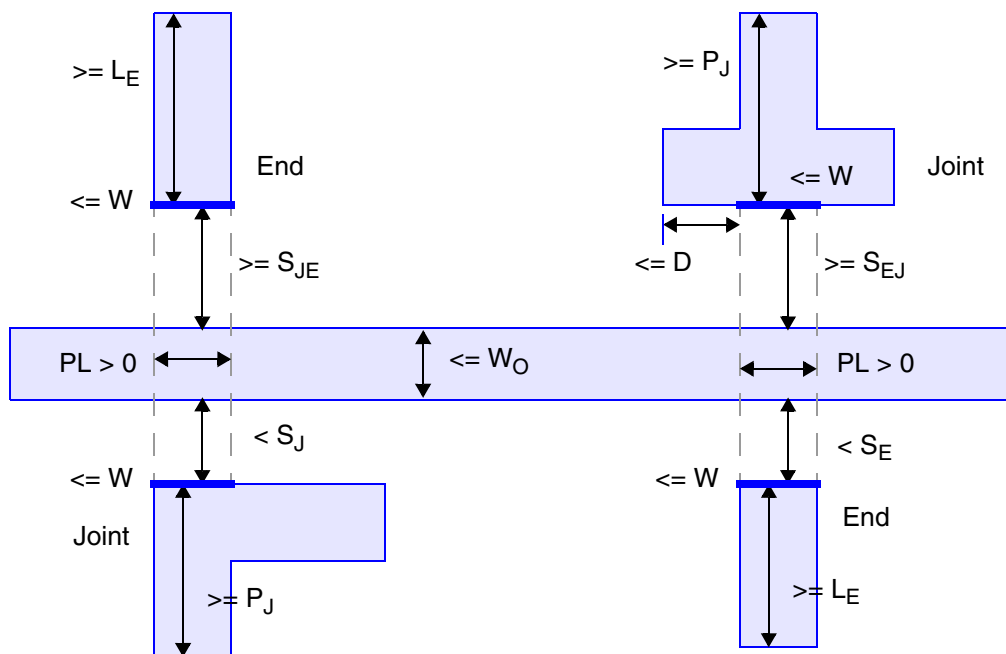 >= L_E
>= P_J
End
Joint
<= W
<= W
>= S_JE
<= D
>= S_EJ
PL > 0
<= W_O
PL > 0
< S_J
< S_E
<= W
<= W
Joint
End
>= P_J
>= L_E